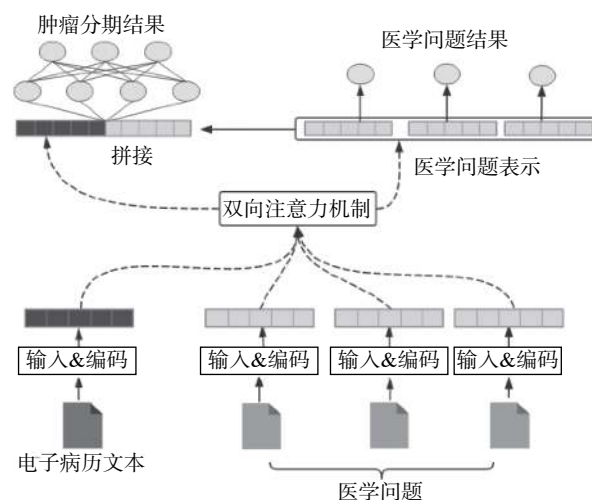 肿瘤分期结果
医学问题结果
拼接
医学问题表示
双向注意力机制
输入&编码
输入&编码
输入&编码
输入&编码
电子病历文本
医学问题